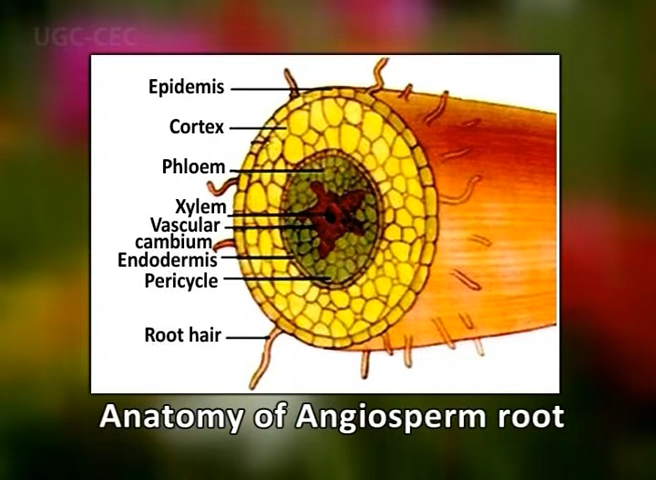 UGC-CEC
Epidemis
Cortex
Phloem
Xylem
Vascular
cambium
Endodermis
Pericycle
Root hair
Anatomy of Angiosperm root